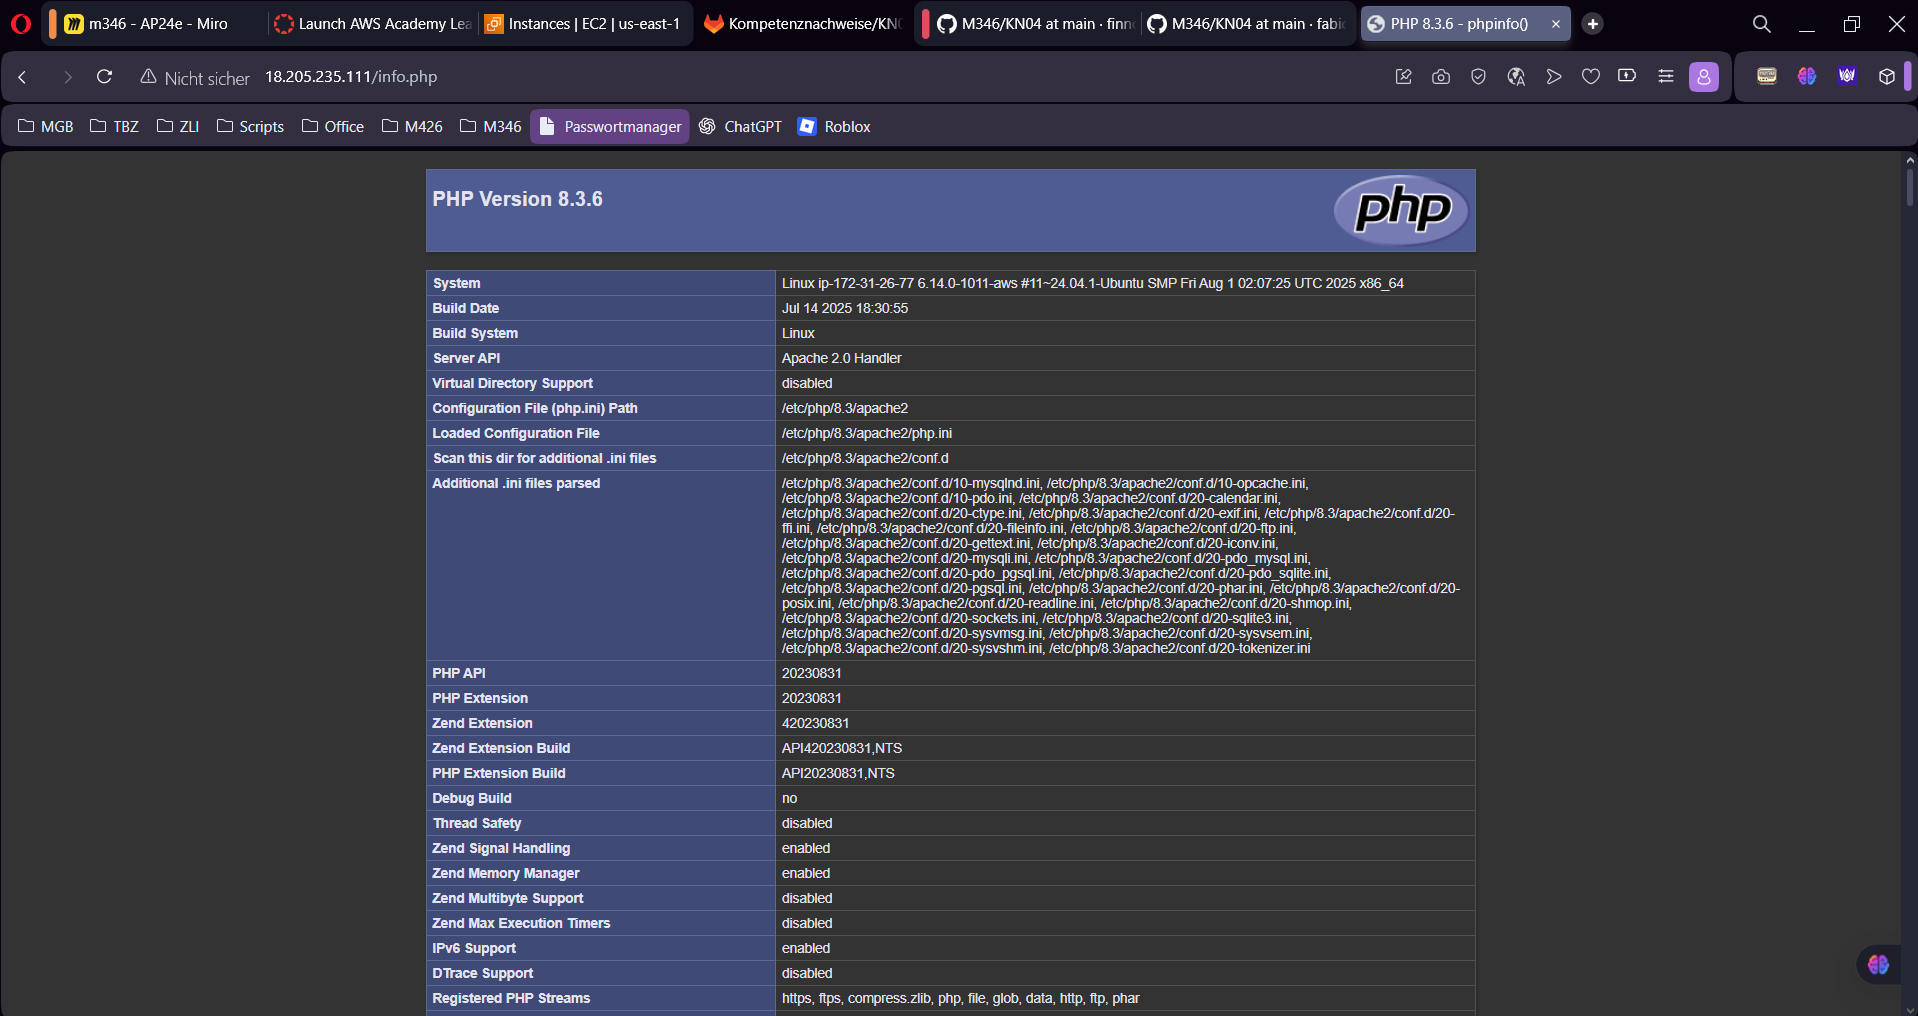 m346 - AP24e - Miro
Launch AWS Academy Lea
Instances | EC2 | us-east-1
Kompetenznachweise/KN0
M346/KN04 at main · finn
M346/KN04 at main · fabi
PHP 8.3.6 - phpinfo()
Nicht sicher 18.205.235.111/info.php
MGB TBZ ZLI Scripts Office M426 M346 Passwortmanager ChatGPT Roblox
PHP Version 8.3.6
php
System Linux ip-172-31-26-77 6.14.0-1011-aws #11~24.04.1-Ubuntu SMP Fri Aug 1 02:07:25 UTC 2025 x86_64
Build Date Jul 14 2025 18:30:55
Build System Linux
Server API Apache 2.0 Handler
Virtual Directory Support disabled
Configuration File (php.ini) Path /etc/php/8.3/apache2
Loaded Configuration File /etc/php/8.3/apache2/php.ini
Scan this dir for additional .ini files /etc/php/8.3/apache2/conf.d
Additional .ini files parsed /etc/php/8.3/apache2/conf.d/10-mysqlnd.ini, /etc/php/8.3/apache2/conf.d/10-opcache.ini,
/etc/php/8.3/apache2/conf.d/10-pdo.ini, /etc/php/8.3/apache2/conf.d/20-calendar.ini,
/etc/php/8.3/apache2/conf.d/20-ctype.ini, /etc/php/8.3/apache2/conf.d/20-exif.ini, /etc/php/8.3/apache2/conf.d/20-
ffi.ini, /etc/php/8.3/apache2/conf.d/20-fileinfo.ini, /etc/php/8.3/apache2/conf.d/20-ftp.ini,
/etc/php/8.3/apache2/conf.d/20-gettext.ini, /etc/php/8.3/apache2/conf.d/20-iconv.ini,
/etc/php/8.3/apache2/conf.d/20-mysqli.ini, /etc/php/8.3/apache2/conf.d/20-pdo_mysql.ini,
/etc/php/8.3/apache2/conf.d/20-pdo_pgsql.ini, /etc/php/8.3/apache2/conf.d/20-pdo_sqlite.ini,
/etc/php/8.3/apache2/conf.d/20-pgsql.ini, /etc/php/8.3/apache2/conf.d/20-phar.ini, /etc/php/8.3/apache2/conf.d/20-
posix.ini, /etc/php/8.3/apache2/conf.d/20-readline.ini, /etc/php/8.3/apache2/conf.d/20-shmop.ini,
/etc/php/8.3/apache2/conf.d/20-sockets.ini, /etc/php/8.3/apache2/conf.d/20-sqlite3.ini,
/etc/php/8.3/apache2/conf.d/20-sysvmsg.ini, /etc/php/8.3/apache2/conf.d/20-sysvsem.ini,
/etc/php/8.3/apache2/conf.d/20-sysvshm.ini, /etc/php/8.3/apache2/conf.d/20-tokenizer.ini
PHP API 20230831
PHP Extension 20230831
Zend Extension 420230831
Zend Extension Build API420230831,NTS
PHP Extension Build API20230831,NTS
Debug Build no
Thread Safety disabled
Zend Signal Handling enabled
Zend Memory Manager enabled
Zend Multibyte Support disabled
Zend Max Execution Timers disabled
IPv6 Support enabled
DTrace Support disabled
Registered PHP Streams https, ftps, compress.zlib, php, file, glob, data, http, ftp, phar